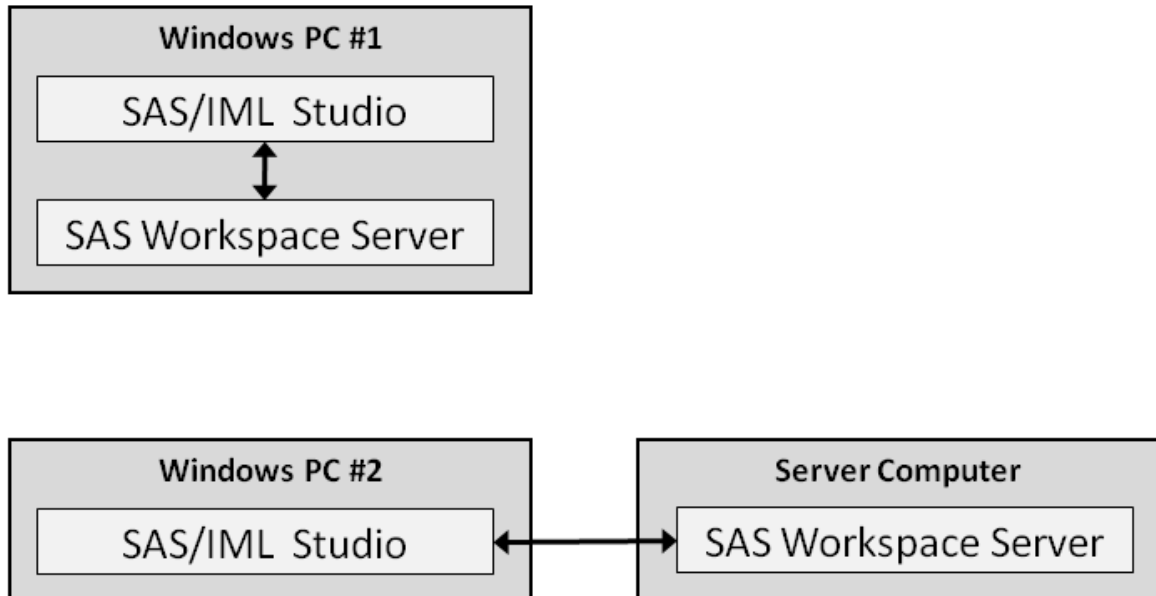 Windows PC #1
SAS/IML Studio
SAS Workspace Server
Windows PC #2
SAS/IML Studio
Server Computer
SAS Workspace Server